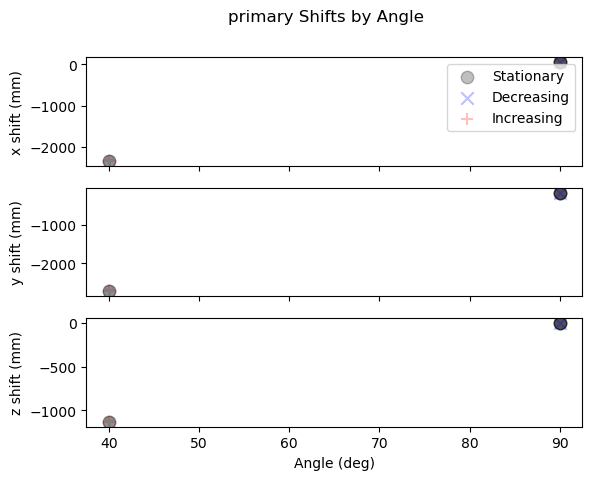 primary Shifts by Angle
x shift (mm)
0
−1000
−2000
Stationary
Decreasing
Increasing
y shift (mm)
−1000
−2000
z shift (mm)
0
−500
−1000
40 50 60 70 80 90
Angle (deg)